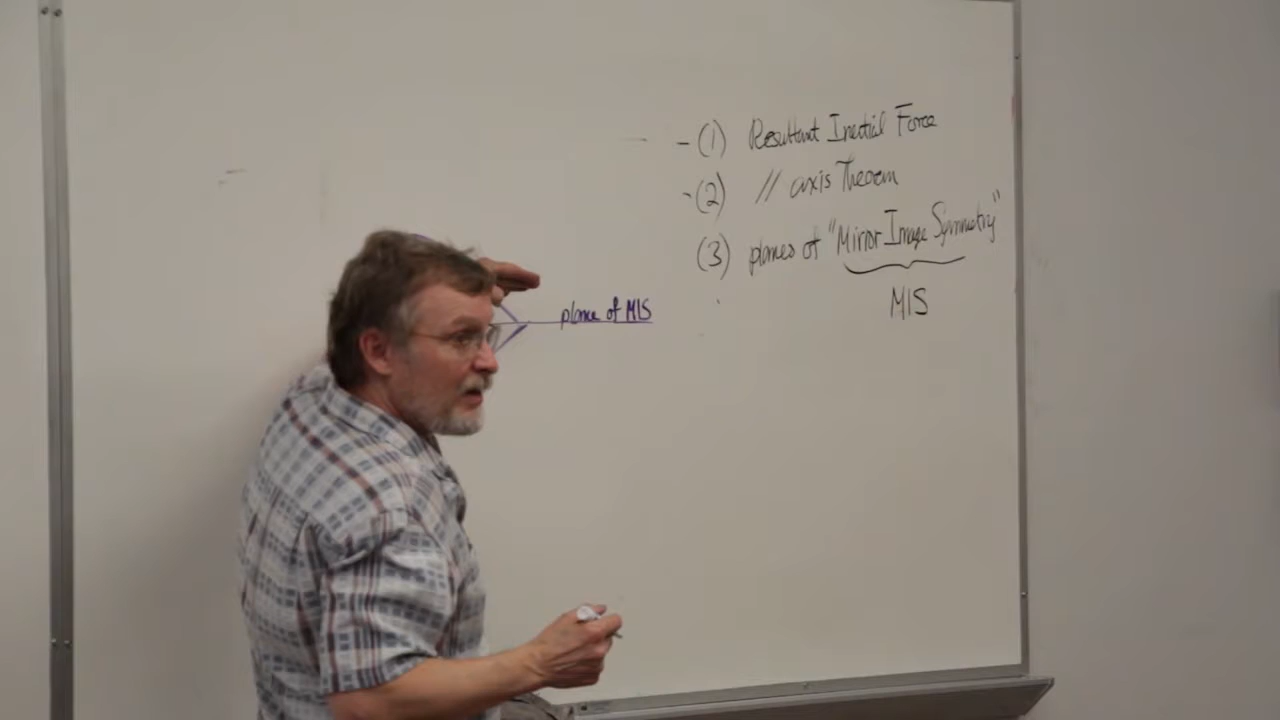 - (1) Resultant Inertial Force
- (2) // axis Theorem
(3) planes of "Mirror Image Symmetry"
MIS
plane of MIS